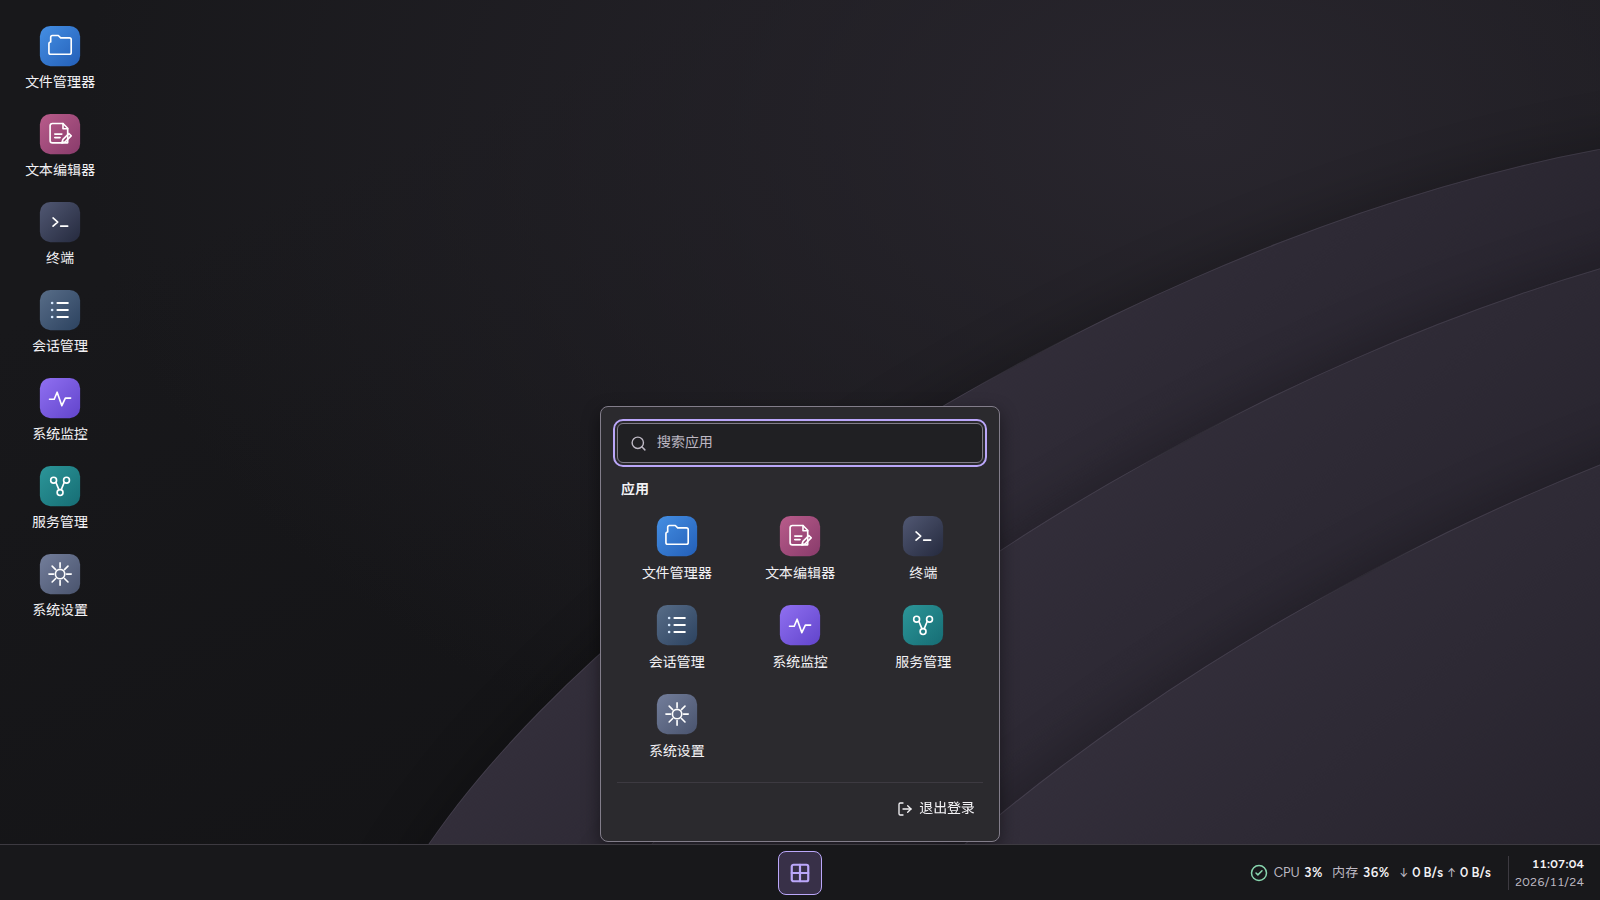 文件管理器
文本编辑器
终端
会话管理
系统监控
服务管理
系统设置
搜索应用
应用
文件管理器 文本编辑器 终端
会话管理 系统监控 服务管理
系统设置
退出登录
CPU 3% 内存 36% ↓ 0 B/s ↑ 0 B/s
11:07:04
2026/11/24